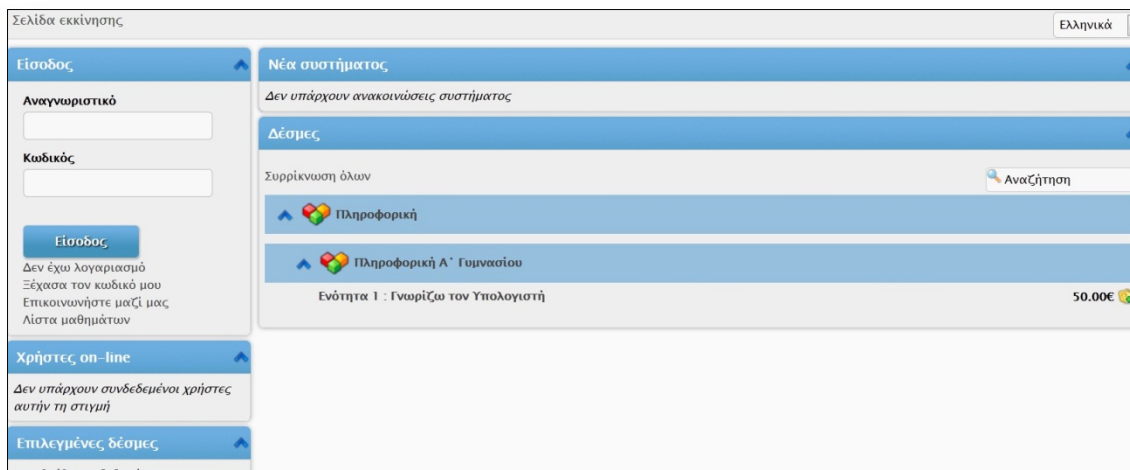 Σελίδα εκκίνησης
Ελληνικά
Είσοδος
Αναγνωριστικό
Κωδικός
Είσοδος
Δεν έχω λογαριασμό
Ξέχασα τον κωδικό μου
Επικοινωνήστε μαζί μας
Λίστα μαθημάτων
Χρήστες on-line
Δεν υπάρχουν συνδεδεμένοι χρήστες
αυτήν τη στιγμή
Επιλεγμένες δέσμες
Νέα συστήματος
Δεν υπάρχουν ανακοινώσεις συστήματος
Δέσμες
Συρρίκνωση όλων
Αναζήτηση
Πληροφορική
Πληροφορική Α΄ Γυμνασίου
Ενότητα 1 : Γνωρίζω τον Υπολογιστή
50.00€